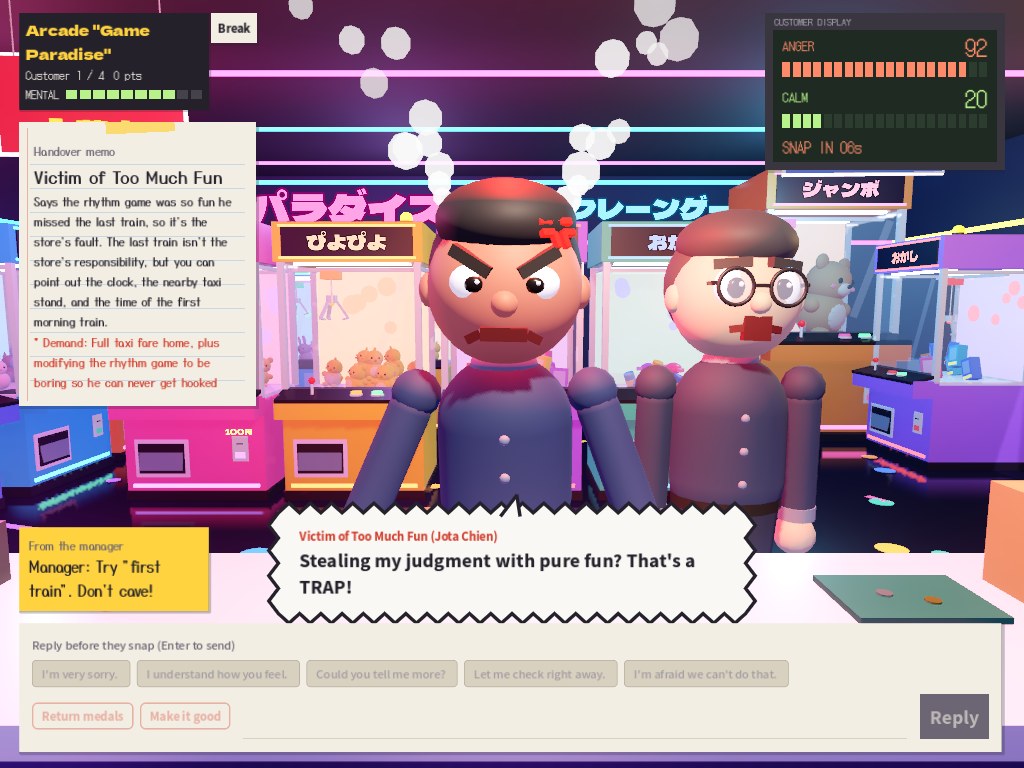 Arcade "Game
Paradise"
Customer 1 / 4 0 pts
MENTAL
Break
CUSTOMER DISPLAY
ANGER
92
CALM
20
SNAP IN 06s
Handover memo
Victim of Too Much Fun
Says the rhythm game was so fun he
missed the last train, so it's the
store's fault. The last train isn't the
store's responsibility, but you can
point out the clock, the nearby taxi
stand, and the time of the first
morning train.
* Demand: Full taxi fare home, plus
modifying the rhythm game to be
boring so he can never get hooked
パラダイス
クレーンゲー
ジャンボ
ぴよぴよ
おか
おかし
100円
From the manager
Manager: Try "first
train". Don't cave!
Victim of Too Much Fun (Jota Chien)
Stealing my judgment with pure fun? That's a
TRAP!
Reply before they snap (Enter to send)
I'm very sorry.
I understand how you feel.
Could you tell me more?
Let me check right away.
I'm afraid we can't do that.
Return medals
Make it good
Reply